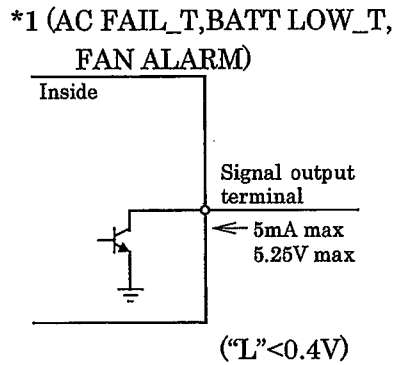 *1 (AC FAIL_T,BATT LOW_T,
FAN ALARM)
Inside
Signal output
terminal
5mA max
5.25V max
("L"<0.4V)